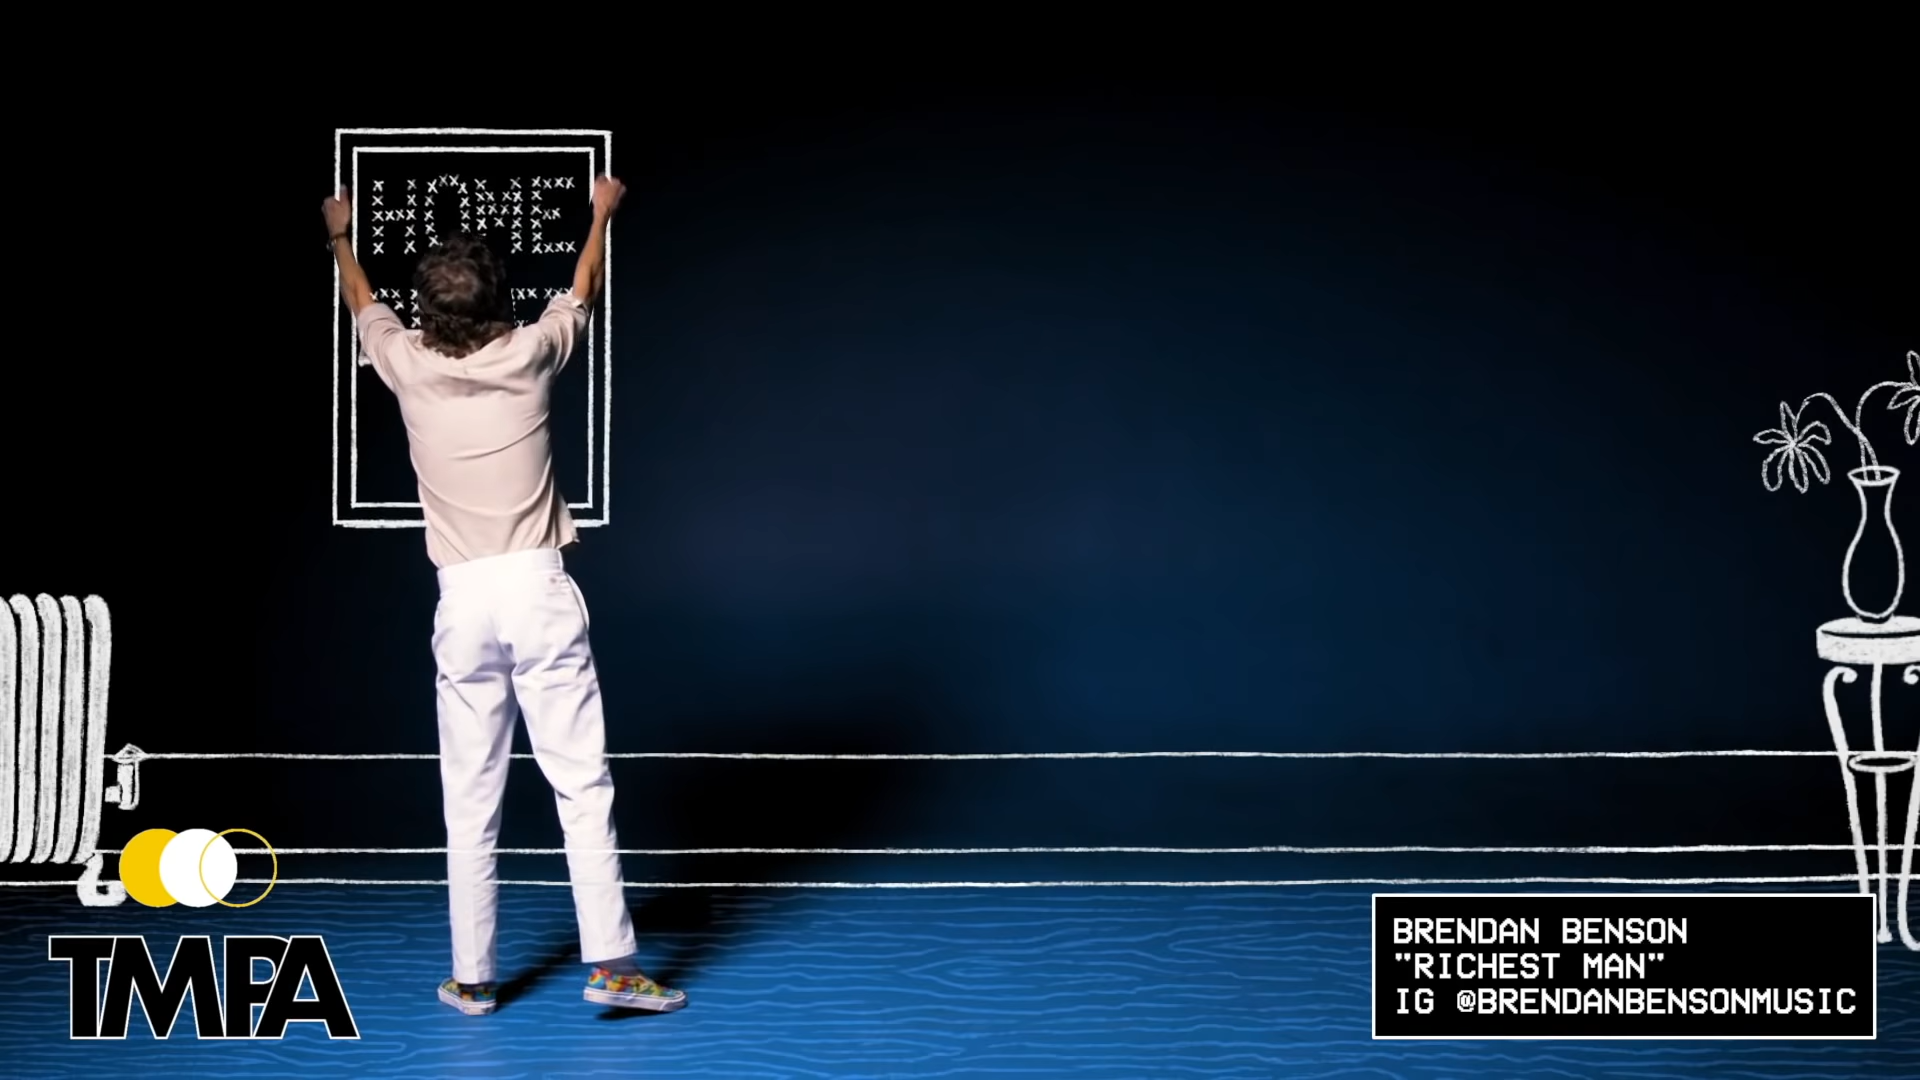 HOME
TMPA
BRENDAN BENSON
"RICHEST MAN"
IG @BRENDANBENSONMUSIC